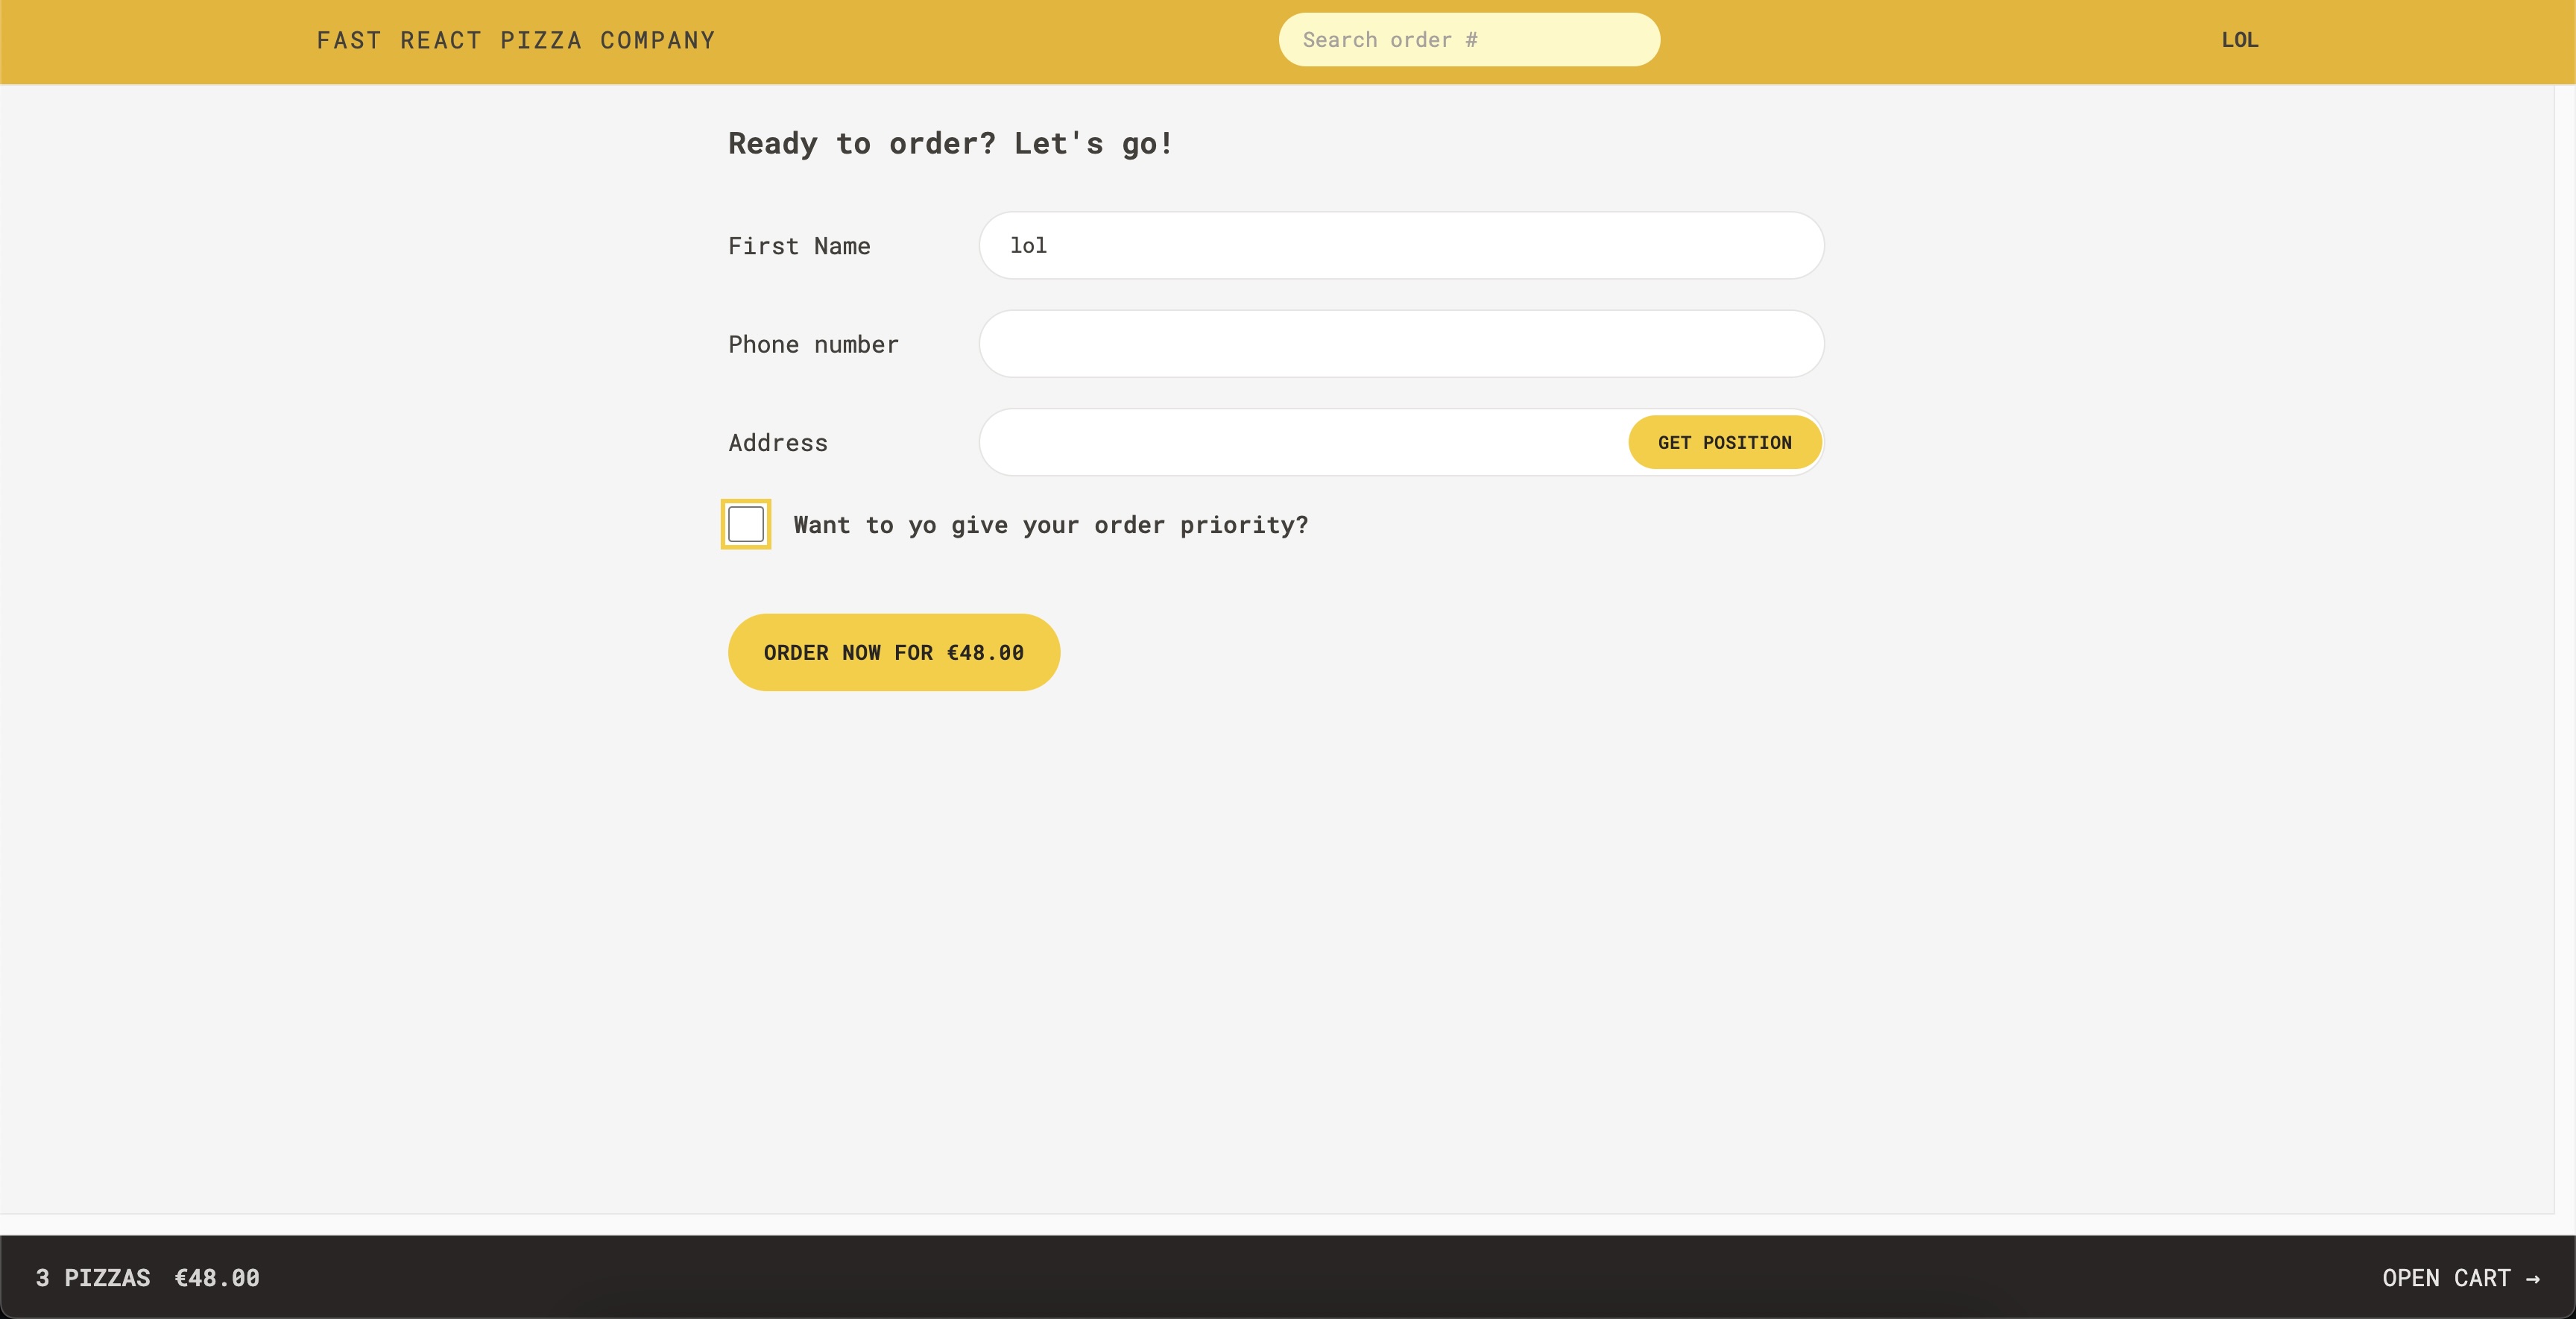 FAST REACT PIZZA COMPANY
Search order #
LOL
Ready to order? Let's go!
First Name
lol
Phone number
Address
GET POSITION
Want to yo give your order priority?
ORDER NOW FOR €48.00
3 PIZZAS €48.00
OPEN CART →